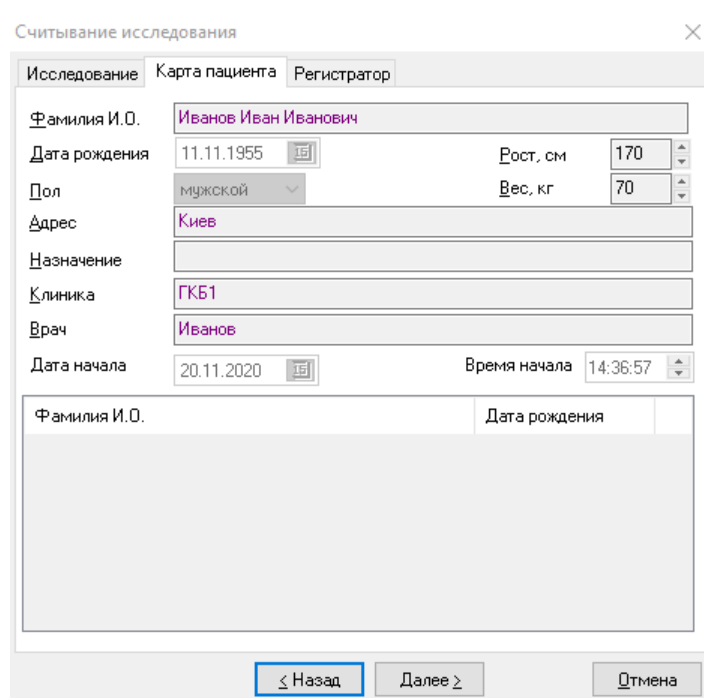 Считывание исследования
Исследование Карта пациента Регистратор
Фамилия И.О. Иванов Иван Иванович
Дата рождения 11.11.1955 15 Рост, см 170
Пол мужской Вес, кг 70
Адрес Киев
Назначение
Клиника ГКБ1
Врач Иванов
Дата начала 20.11.2020 15 Время начала 14:36:57
Фамилия И.О. Дата рождения
< Назад Далее > Отмена